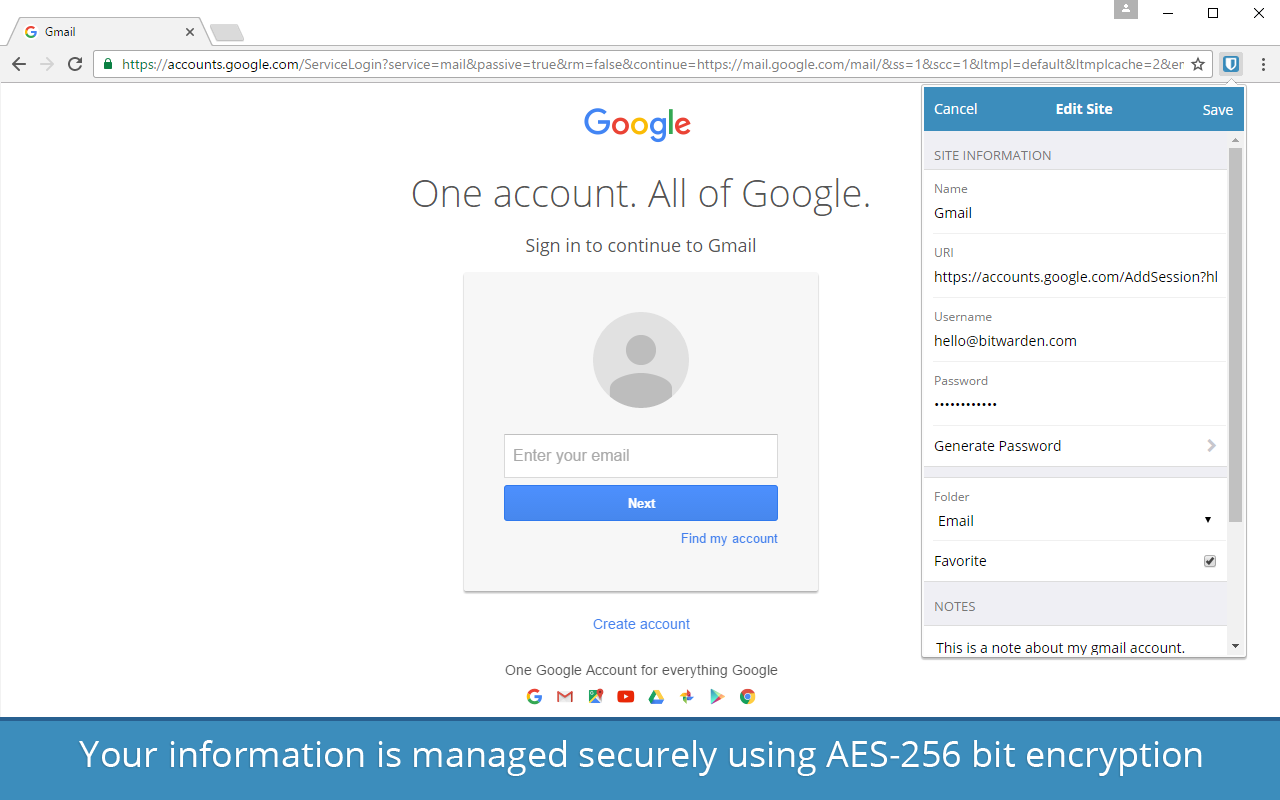 Gmail
https://accounts.google.com/ServiceLogin?service=mail&passive=true&rm=false&continue=https://mail.google.com/mail/&ss=1&scc=1&ltmpl=default&ltmplcache=2&er
Google
One account. All of Google.
Sign in to continue to Gmail
Enter your email
Next
Find my account
Create account
One Google Account for everything Google
Cancel
Edit Site
Save
SITE INFORMATION
Name
Gmail
URI
https://accounts.google.com/AddSession?hl
Username
hello@bitwarden.com
Password
••••••••••••
Generate Password
Folder
Email
Favorite
NOTES
This is a note about my gmail account.
Your information is managed securely using AES-256 bit encryption